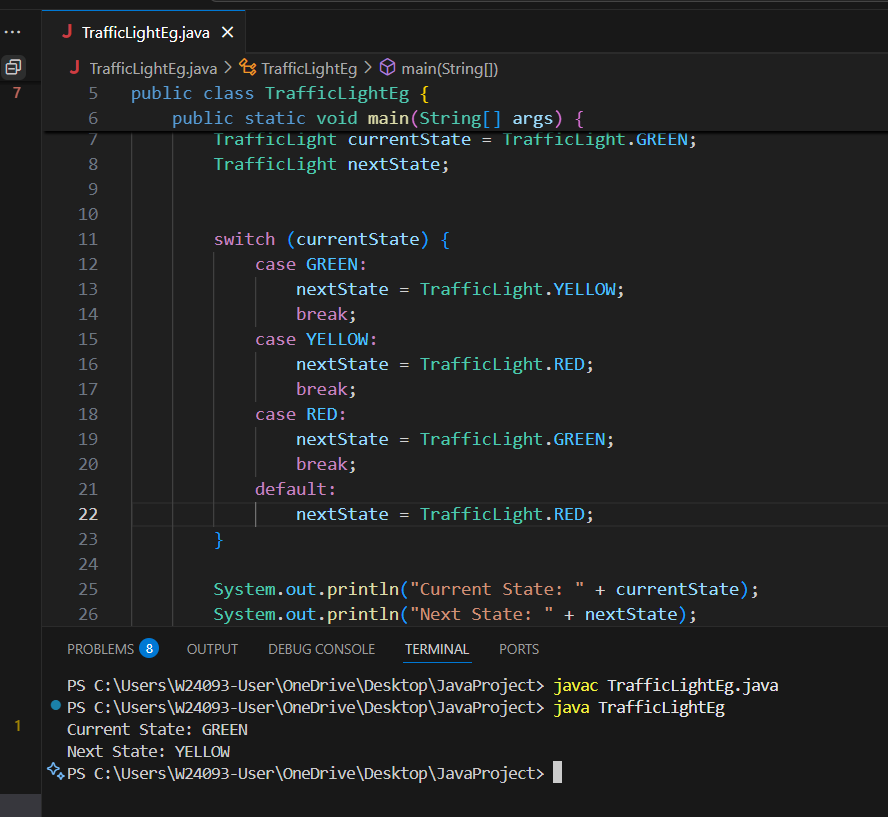 ...
J TrafficLightEg.java ×
J TrafficLightEg.java > TrafficLightEg > main(String[])
7
5 public class TrafficLightEg {
6     public static void main(String[] args) {
7         TrafficLight currentState = TrafficLight.GREEN;
8         TrafficLight nextState;
9
10
11         switch (currentState) {
12             case GREEN:
13                 nextState = TrafficLight.YELLOW;
14                 break;
15             case YELLOW:
16                 nextState = TrafficLight.RED;
17                 break;
18             case RED:
19                 nextState = TrafficLight.GREEN;
20                 break;
21             default:
22                 nextState = TrafficLight.RED;
23         }
24
25         System.out.println("Current State: " + currentState);
26         System.out.println("Next State: " + nextState);
PROBLEMS 8 OUTPUT DEBUG CONSOLE TERMINAL PORTS
PS C:\Users\W24093-User\OneDrive\Desktop\JavaProject> javac TrafficLightEg.java
PS C:\Users\W24093-User\OneDrive\Desktop\JavaProject> java TrafficLightEg
1
Current State: GREEN
Next State: YELLOW
PS C:\Users\W24093-User\OneDrive\Desktop\JavaProject>